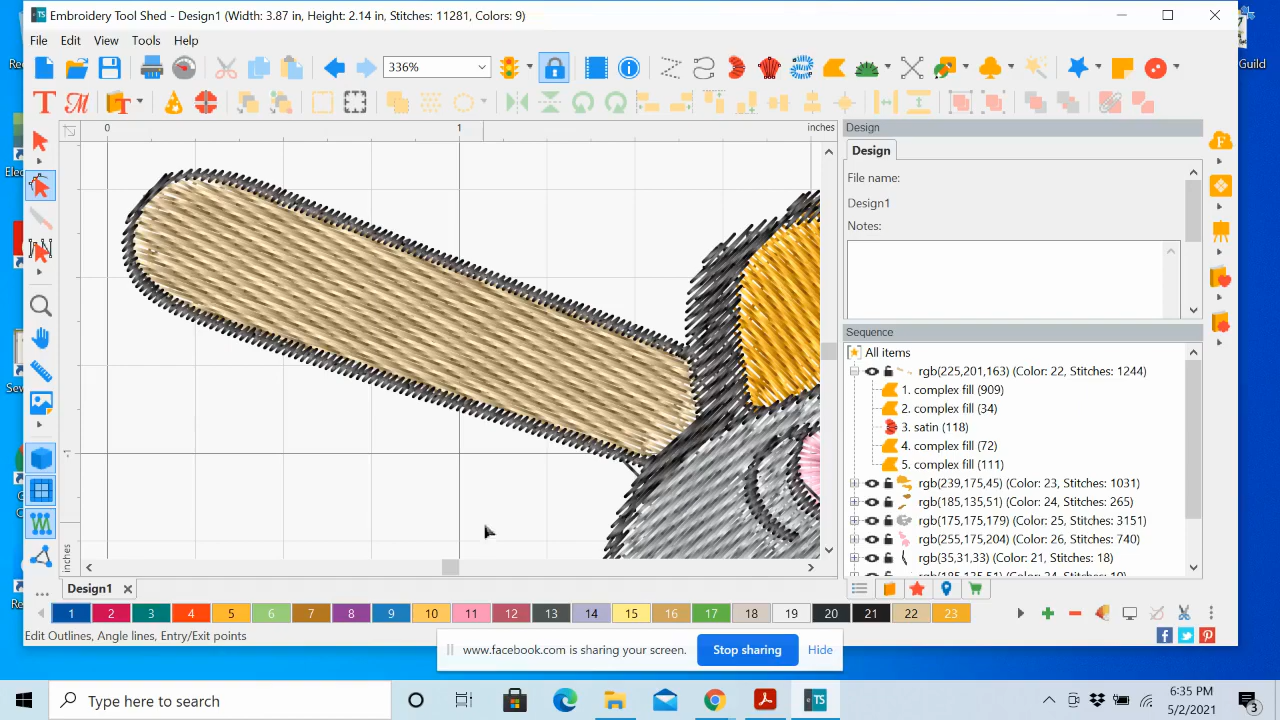 Embroidery Tool Shed - Design1 (Width: 3.87 in, Height: 2.14 in, Stitches: 11281, Colors: 9)
File Edit View Tools Help
336%
Guild
0 1 inches
Design
Design
File name:
Design1
Notes:
Sequence
All items
rgb(225,201,163) (Color: 22, Stitches: 1244)
1. complex fill (909)
2. complex fill (34)
3. satin (118)
4. complex fill (72)
5. complex fill (111)
rgb(239,175,45) (Color: 23, Stitches: 1031)
rgb(185,135,51) (Color: 24, Stitches: 265)
rgb(175,175,179) (Color: 25, Stitches: 3151)
rgb(255,175,204) (Color: 26, Stitches: 740)
rgb(35,31,33) (Color: 21, Stitches: 18)
inches
Design1
1 2 3 4 5 6 7 8 9 10 11 12 13 14 15 16 17 18 19 20 21 22 23
Edit Outlines, Angle lines, Entry/Exit points
www.facebook.com is sharing your screen. Stop sharing Hide
Type here to search
TS
6:35 PM
5/2/2021
3